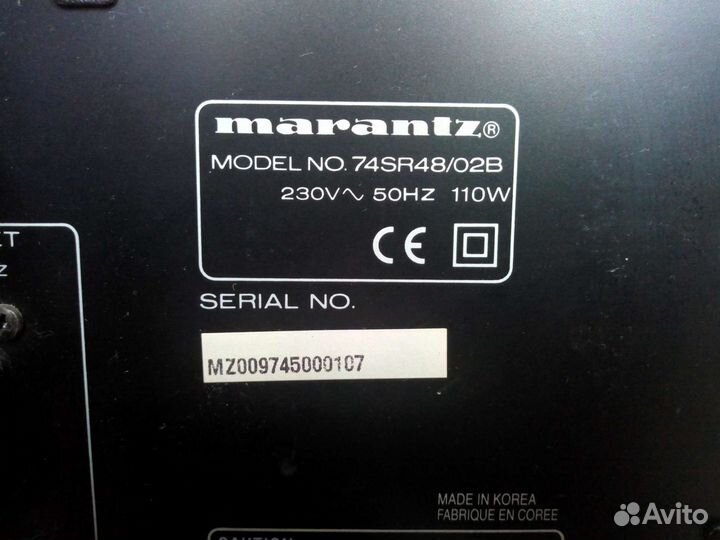 marantz®
MODEL NO. 74SR48/02B
230V~ 50HZ 110W
CE
SERIAL NO.
MZ009745000107
MADE IN KOREA
FABRIQUE EN COREE
Avito